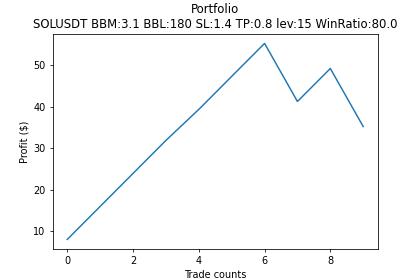 Portfolio
SOLUSDT BBM:3.1 BBL:180 SL:1.4 TP:0.8 lev:15 WinRatio:80.0
50
40
30
20
10
Profit ($)
0 2 4 6 8
Trade counts